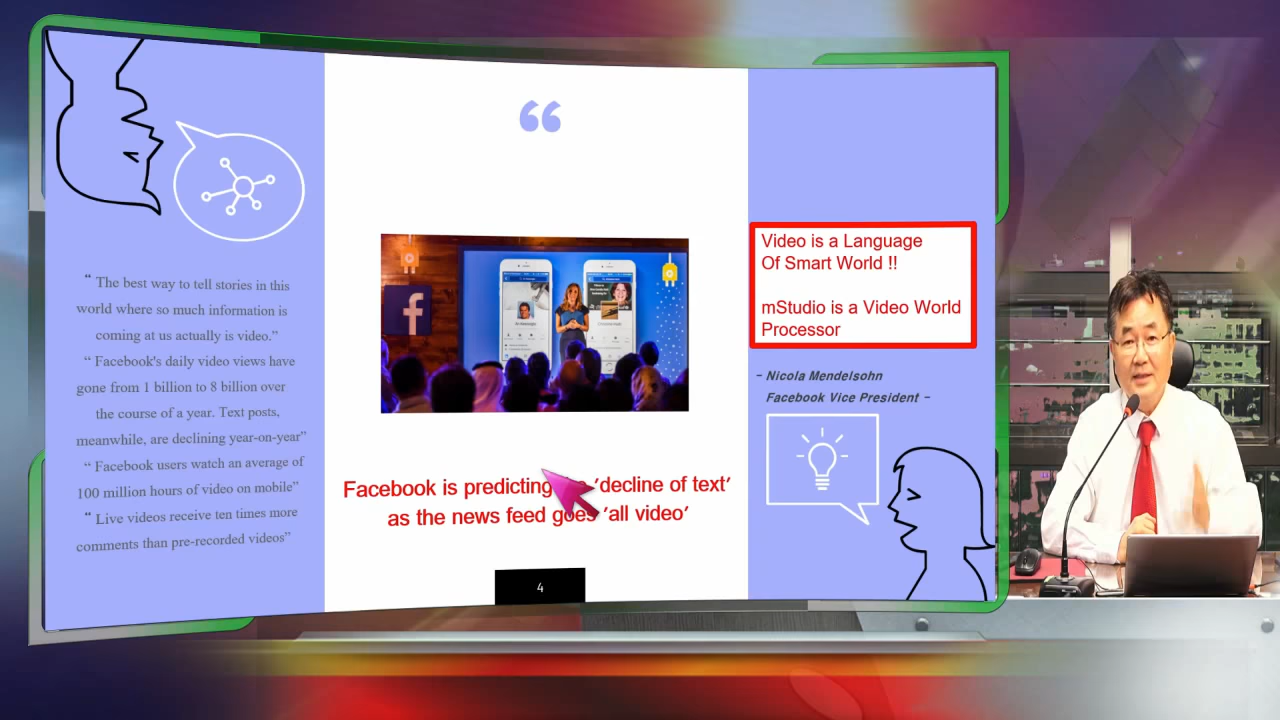 “ The best way to tell stories in this
world where so much information is
coming at us actually is video.”
“ Facebook's daily video views have
gone from 1 billion to 8 billion over
the course of a year. Text posts,
meanwhile, are declining year-on-year”
“ Facebook users watch an average of
100 million hours of video on mobile”
“ Live videos receive ten times more
comments than pre-recorded videos”
“
f
Facebook is predicting ‘decline of text’
as the news feed goes ‘all video’
4
Video is a Language
Of Smart World !!
mStudio is a Video World
Processor
- Nicola Mendelsohn
Facebook Vice President -